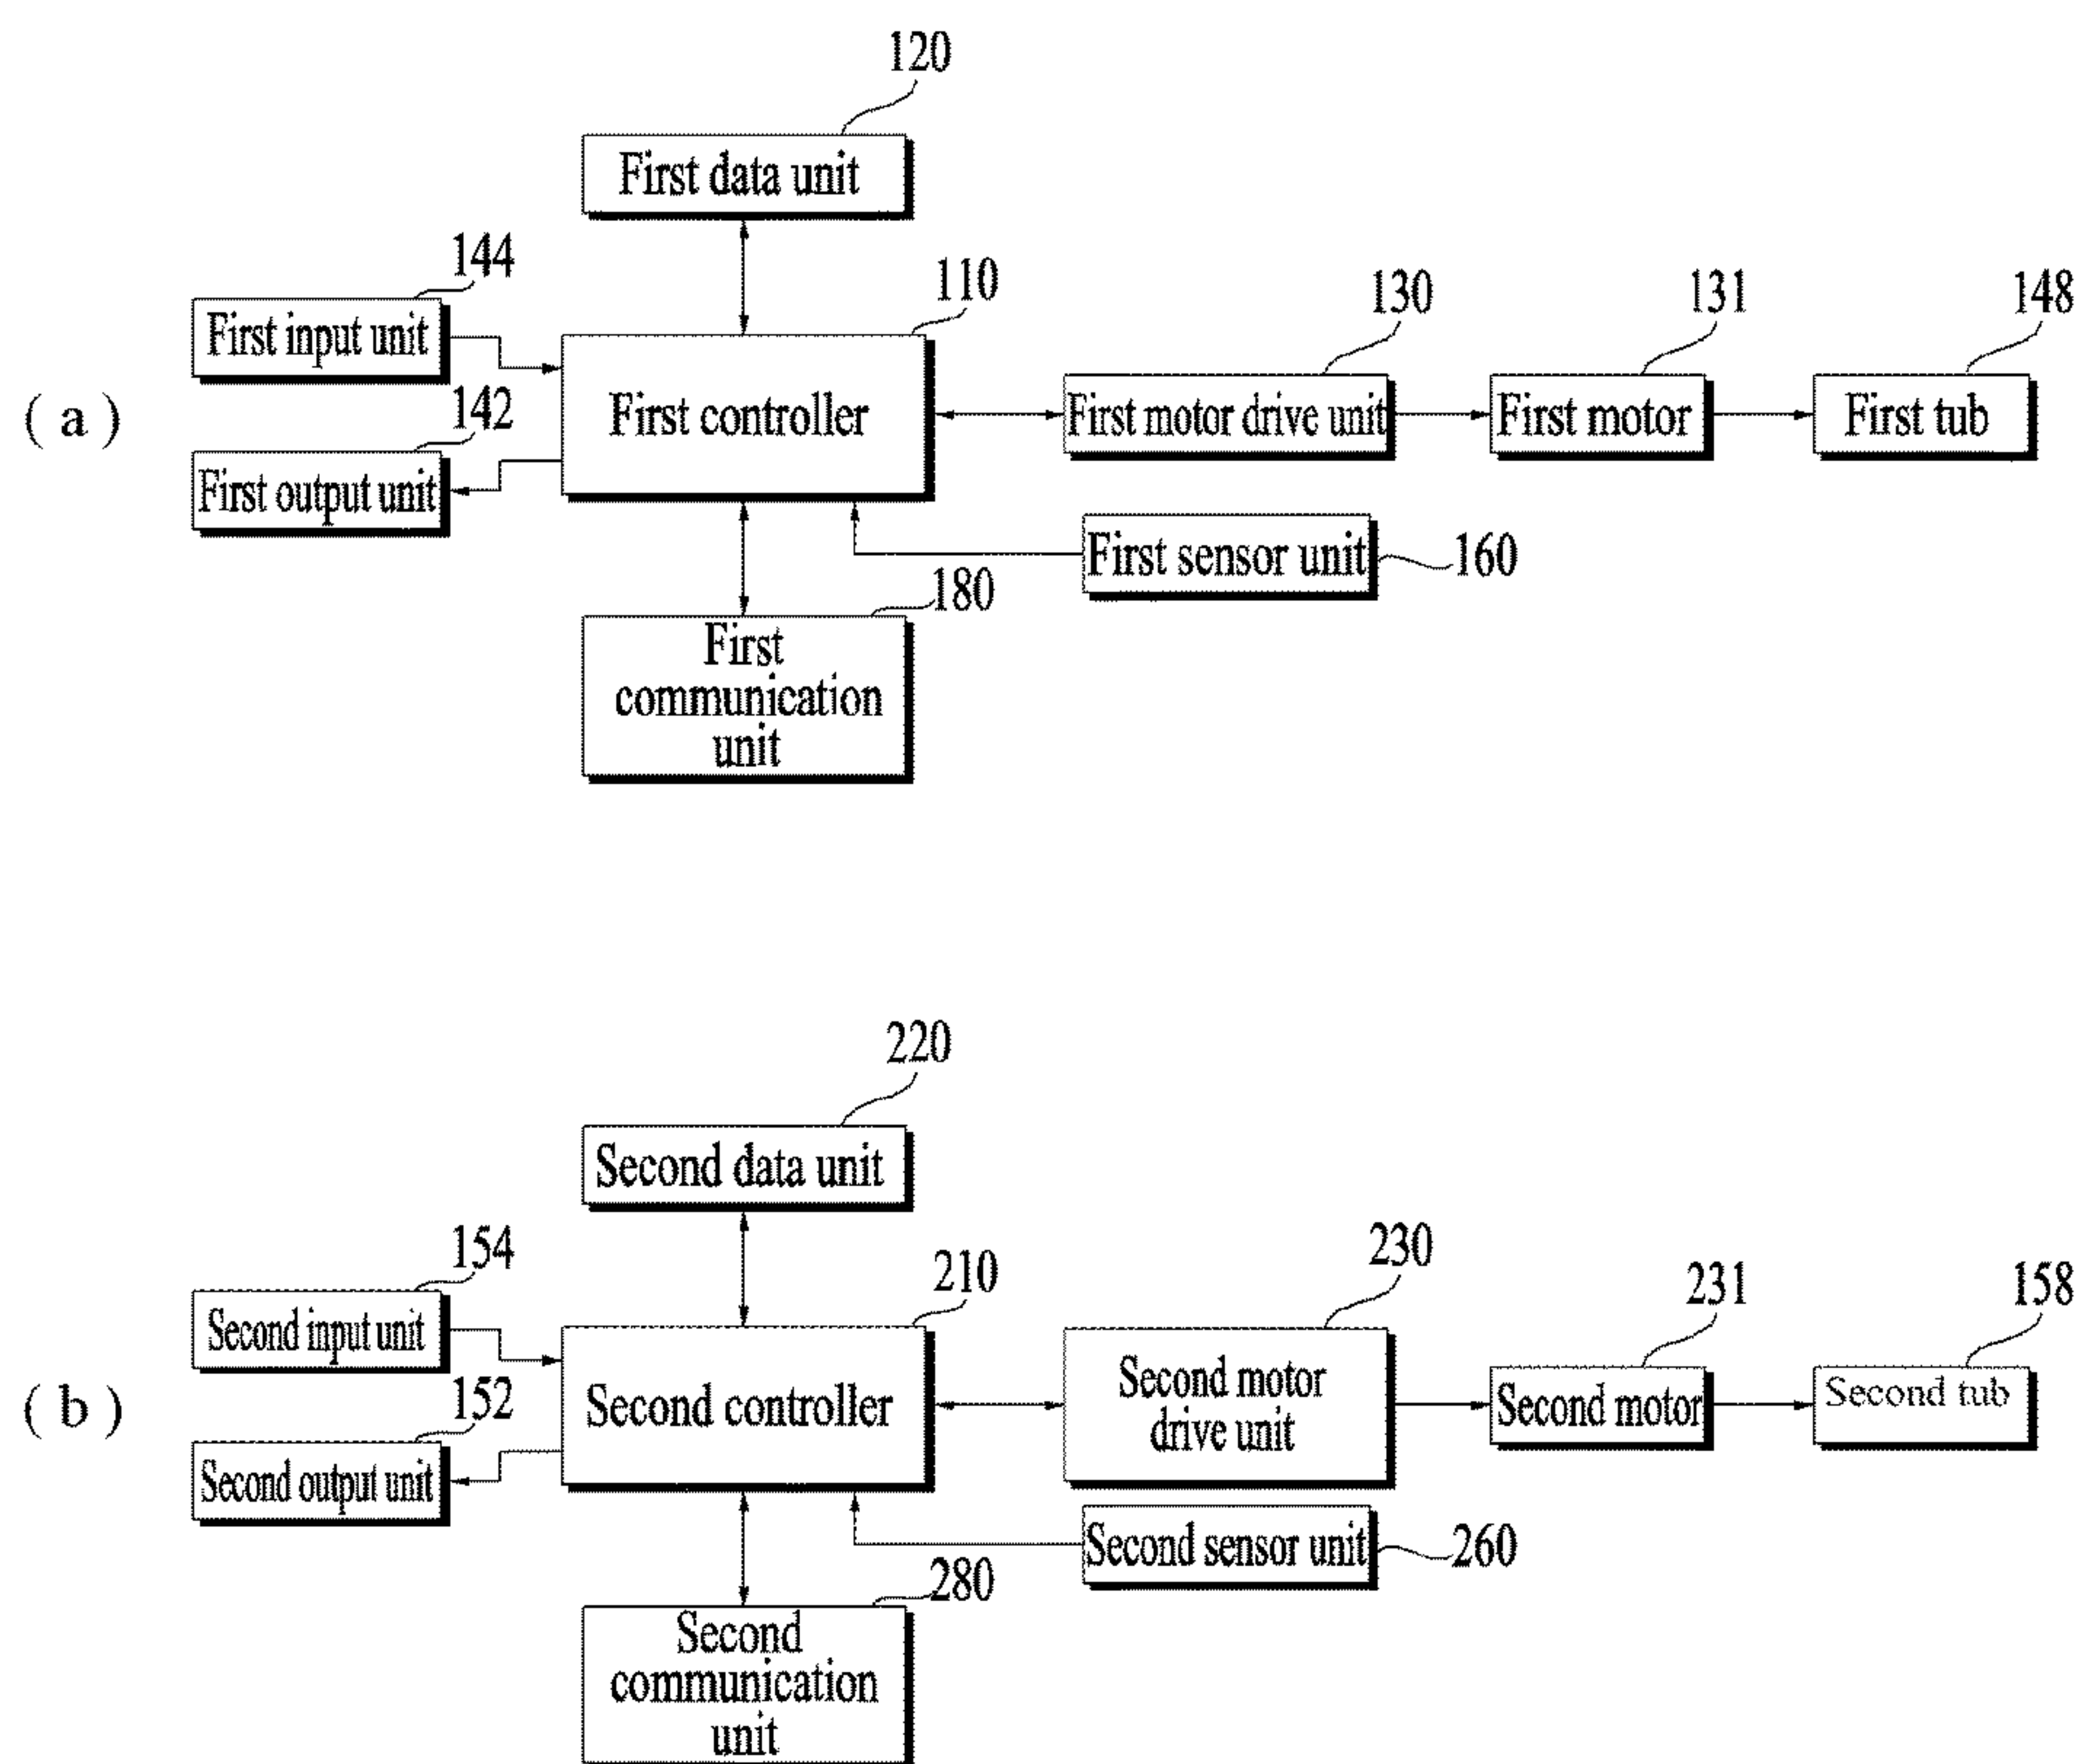 120
First data unit
144
First input unit
110
130
131
148
( a )
142
First controller
First motor drive unit
First motor
First tub
First output unit
First sensor unit
160
180
First
communication
unit
220
Second data unit
154
Second input unit
210
230
231
158
( b )
152
Second controller
Second motor
drive unit
Second motor
Second tub
Second output unit
Second sensor unit
260
280
Second
communication
unit